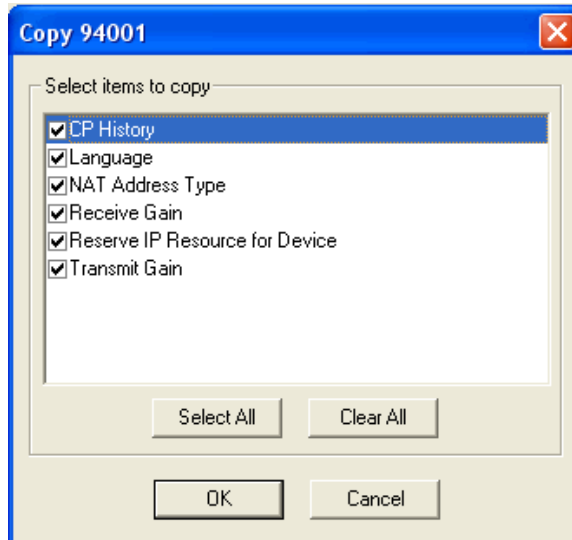 Copy 94001
Select items to copy
CP History
Language
NAT Address Type
Receive Gain
Reserve IP Resource for Device
Transmit Gain
Select All Clear All
OK Cancel